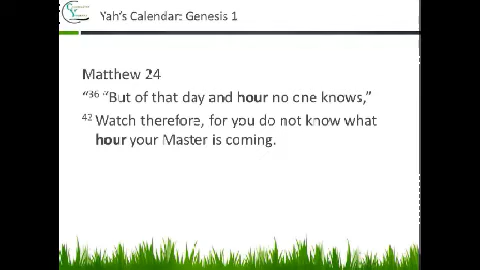 Yah's Calendar: Genesis 1
Matthew 24
"36 "But of that day and hour no one knows,"
42 Watch therefore, for you do not know what
hour your Master is coming.